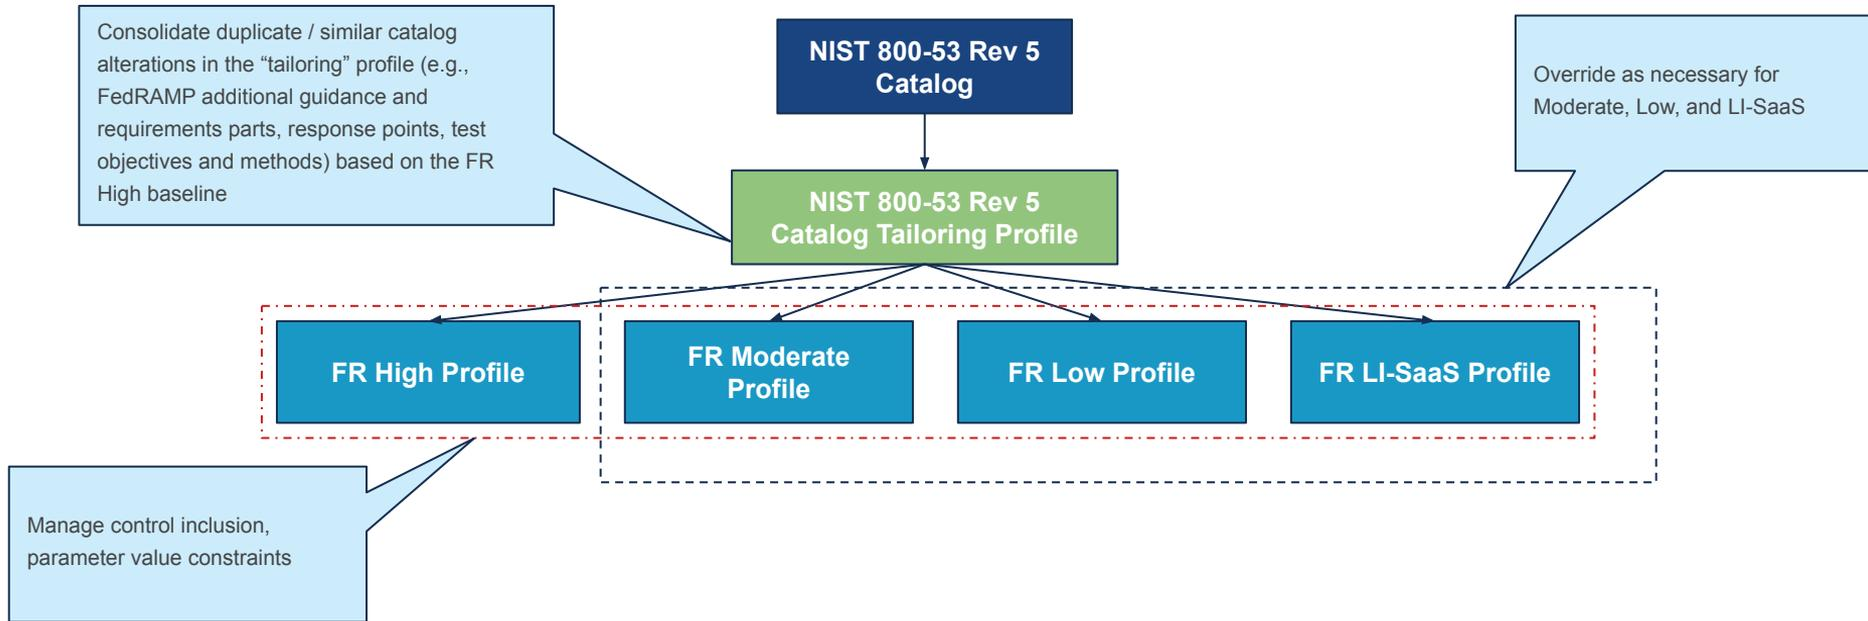 Consolidate duplicate / similar catalog
alterations in the “tailoring” profile (e.g.,
FedRAMP additional guidance and
requirements parts, response points, test
objectives and methods) based on the FR
High baseline
NIST 800-53 Rev 5
Catalog
Override as necessary for
Moderate, Low, and LI-SaaS
NIST 800-53 Rev 5
Catalog Tailoring Profile
FR High Profile
FR Moderate
Profile
FR Low Profile
FR LI-SaaS Profile
Manage control inclusion,
parameter value constraints